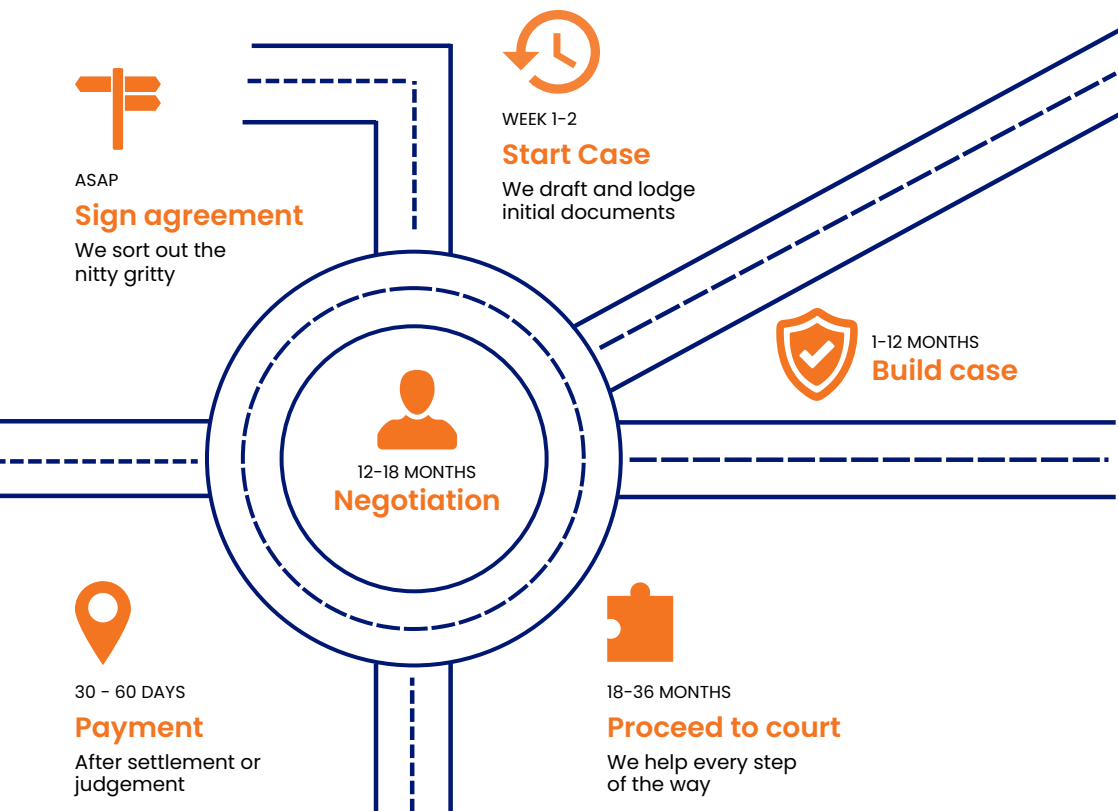 ASAP
Sign agreement
We sort out the
nitty gritty
WEEK 1-2
Start Case
We draft and lodge
initial documents
1-12 MONTHS
Build case
12-18 MONTHS
Negotiation
18-36 MONTHS
Proceed to court
We help every step
of the way
30 - 60 DAYS
Payment
After settlement or
judgement